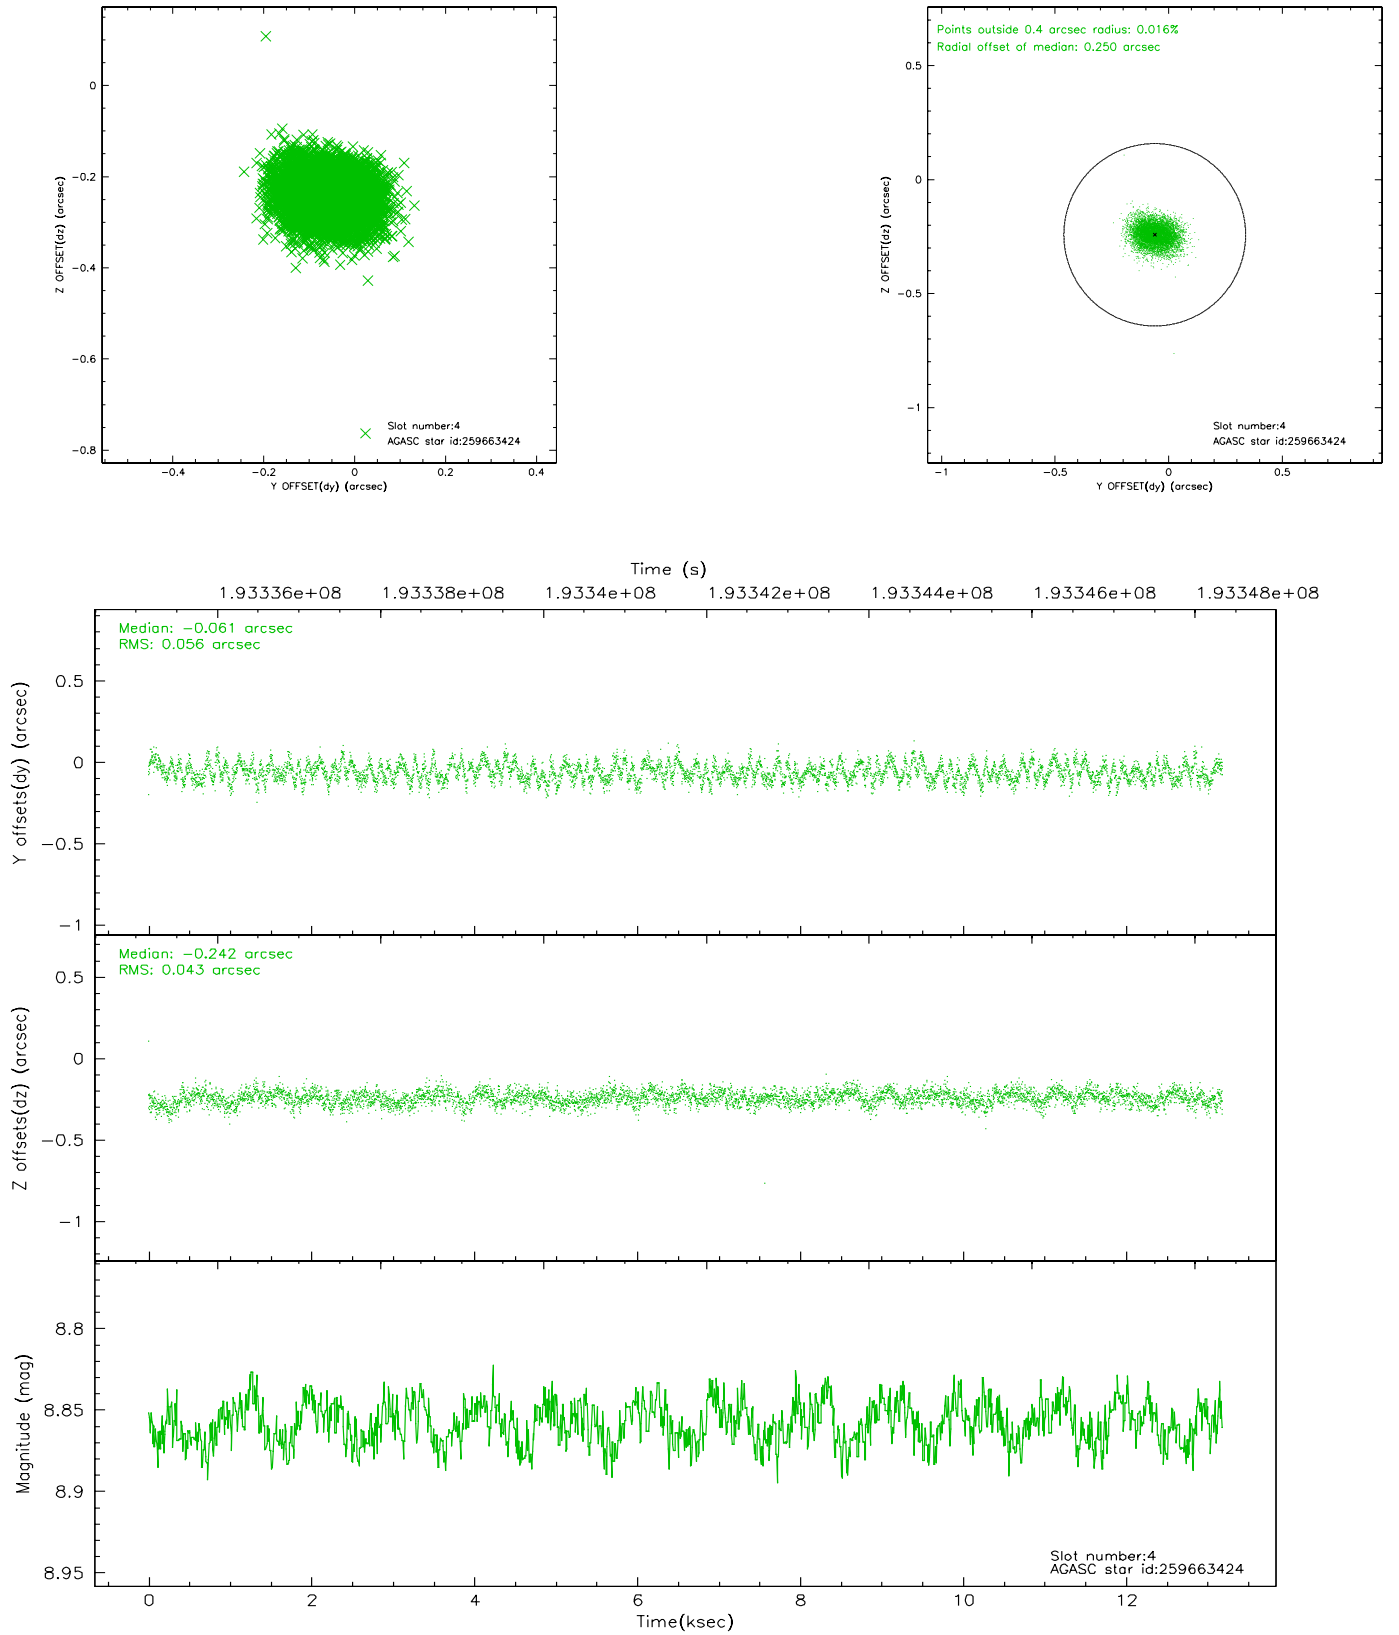 0
−0.2
−0.4
−0.6
−0.8
Z OFFSET(dz) (arcsec)
Slot number:4
AGASC star id:259663424
−0.4 −0.2 0 0.2 0.4
Y OFFSET(dy) (arcsec)
Points outside 0.4 arcsec radius: 0.016%
Radial offset of median: 0.250 arcsec
0.5
0
−0.5
−1
Z OFFSET(dz) (arcsec)
Slot number:4
AGASC star id:259663424
−1 −0.5 0 0.5
Y OFFSET(dy) (arcsec)
Time (s)
1.93336e+08 1.93338e+08 1.9334e+08 1.93342e+08 1.93344e+08 1.93346e+08 1.93348e+08
Median: −0.061 arcsec
RMS: 0.056 arcsec
0.5
0
−0.5
−1
Y offsets(dy) (arcsec)
Median: −0.242 arcsec
RMS: 0.043 arcsec
0.5
0
−0.5
−1
Z offsets(dz) (arcsec)
8.8
8.85
8.9
8.95
Magnitude (mag)
Slot number:4
AGASC star id:259663424
0 2 4 6 8 10 12
Time(ksec)